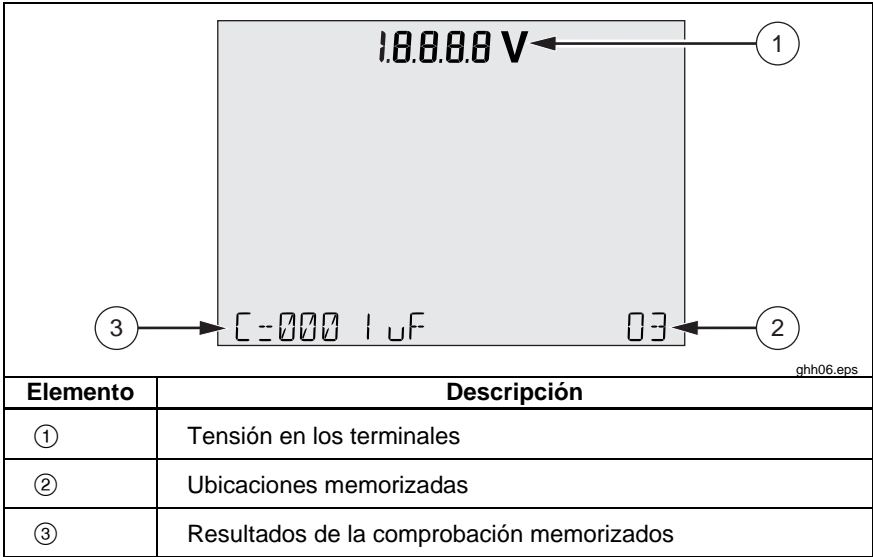 1.8.8.8.8 V
1
3
C=000 1 uF
03
2
ghh06.eps
Elemento Descripción
① Tensión en los terminales
② Ubicaciones memorizadas
③ Resultados de la comprobación memorizados